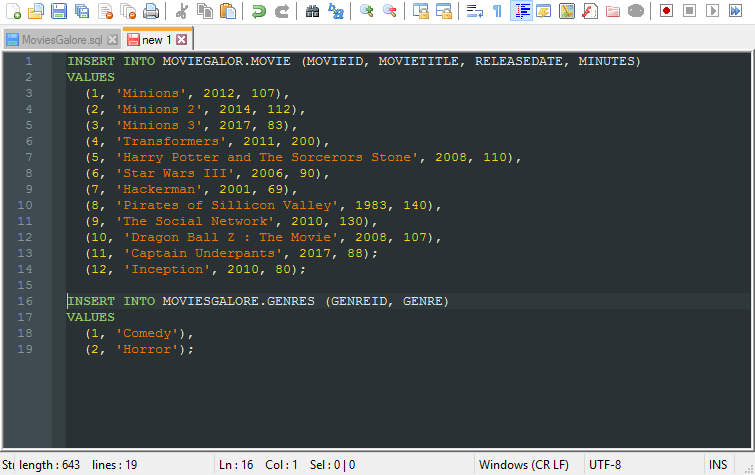 MoviesGalore.sql new 1
1 INSERT INTO MOVIEGALOR.MOVIE (MOVIEID, MOVIETITLE, RELEASEDATE, MINUTES)
2 VALUES
3 (1, 'Minions', 2012, 107),
4 (2, 'Minions 2', 2014, 112),
5 (3, 'Minions 3', 2017, 83),
6 (4, 'Transformers', 2011, 200),
7 (5, 'Harry Potter and The Sorcerors Stone', 2008, 110),
8 (6, 'Star Wars III', 2006, 90),
9 (7, 'Hackerman', 2001, 69),
10 (8, 'Pirates of Sillicon Valley', 1983, 140),
11 (9, 'The Social Network', 2010, 130),
12 (10, 'Dragon Ball Z : The Movie', 2008, 107),
13 (11, 'Captain Underpants', 2017, 88);
14 (12, 'Inception', 2010, 80);
15
16 INSERT INTO MOVIESGALORE.GENRES (GENREID, GENRE)
17 VALUES
18 (1, 'Comedy'),
19 (2, 'Horror');
Str length : 643 lines : 19 Ln : 16 Col : 1 Sel : 0 | 0 Windows (CR LF) UTF-8 INS